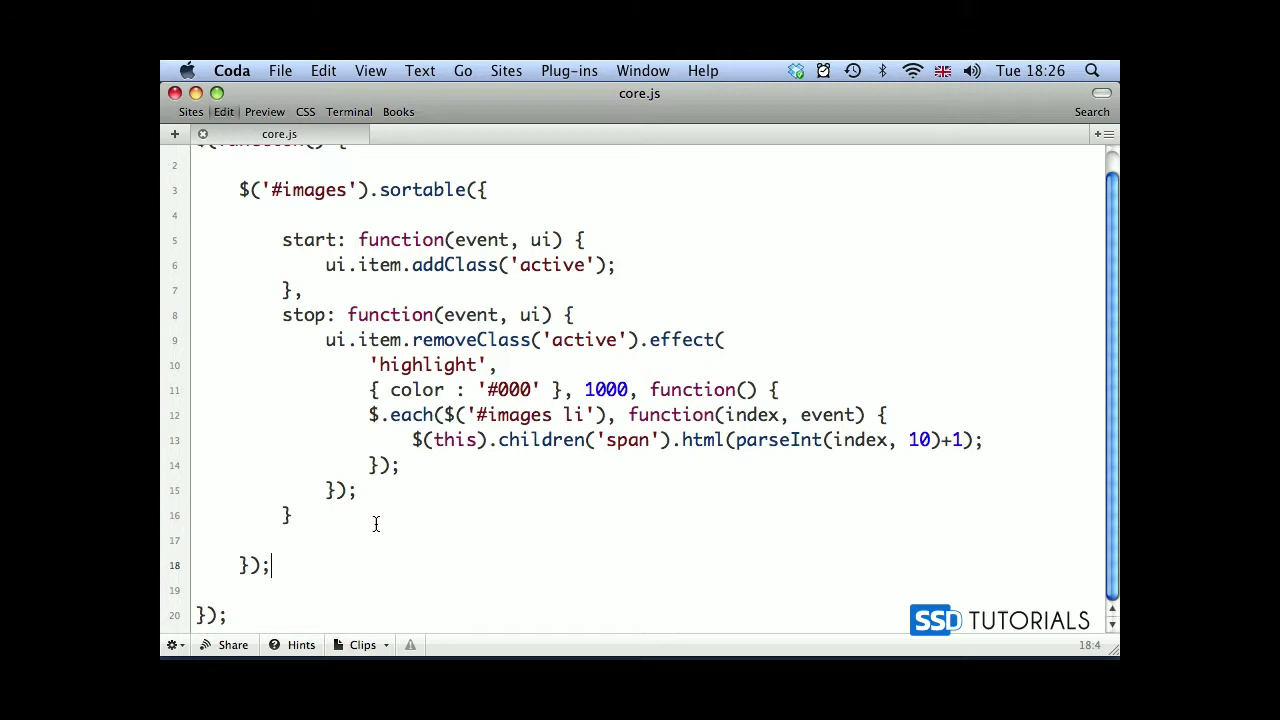 Coda File Edit View Text Go Sites Plug-ins Window Help Tue 18:26
core.js
Sites Edit Preview CSS Terminal Books Search
core.js
$(function() {
2
3 $('#images').sortable({
4
5 start: function(event, ui) {
6 ui.item.addClass('active');
7 },
8 stop: function(event, ui) {
9 ui.item.removeClass('active').effect(
10 'highlight',
11 { color : '#000' }, 1000, function() {
12 $.each($('#images li'), function(index, event) {
13 $(this).children('span').html(parseInt(index, 10)+1);
14 });
15 });
16 }
17
18 });
19
20 });
SSD TUTORIALS
Share Hints Clips 18:4